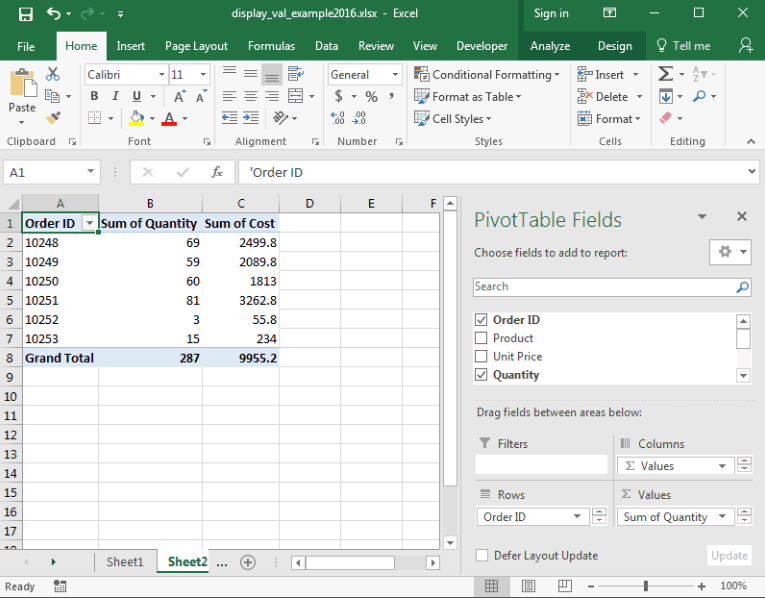 display_val_example2016.xlsx - Excel
Sign in
File Home Insert Page Layout Formulas Data Review View Developer Analyze Design Tell me
Paste
Calibri 11
B I U A A
A
General
$ % ,
Conditional Formatting
Format as Table
Cell Styles
Insert
Delete
Format
Clipboard Font Alignment Number Styles Cells Editing
A1 fx 'Order ID
A B C D E F
1 Order ID Sum of Quantity Sum of Cost
2 10248 69 2499.8
3 10249 59 2089.8
4 10250 60 1813
5 10251 81 3262.8
6 10252 3 55.8
7 10253 15 234
8 Grand Total 287 9955.2
9
10
11
12
13
14
15
16
17
PivotTable Fields
Choose fields to add to report:
Search
Order ID
Product
Unit Price
Quantity
Drag fields between areas below:
Filters
Columns
Σ Values
Rows
Σ Values
Order ID
Sum of Quantity
Defer Layout Update
Update
Sheet1 Sheet2 ...
Ready
100%